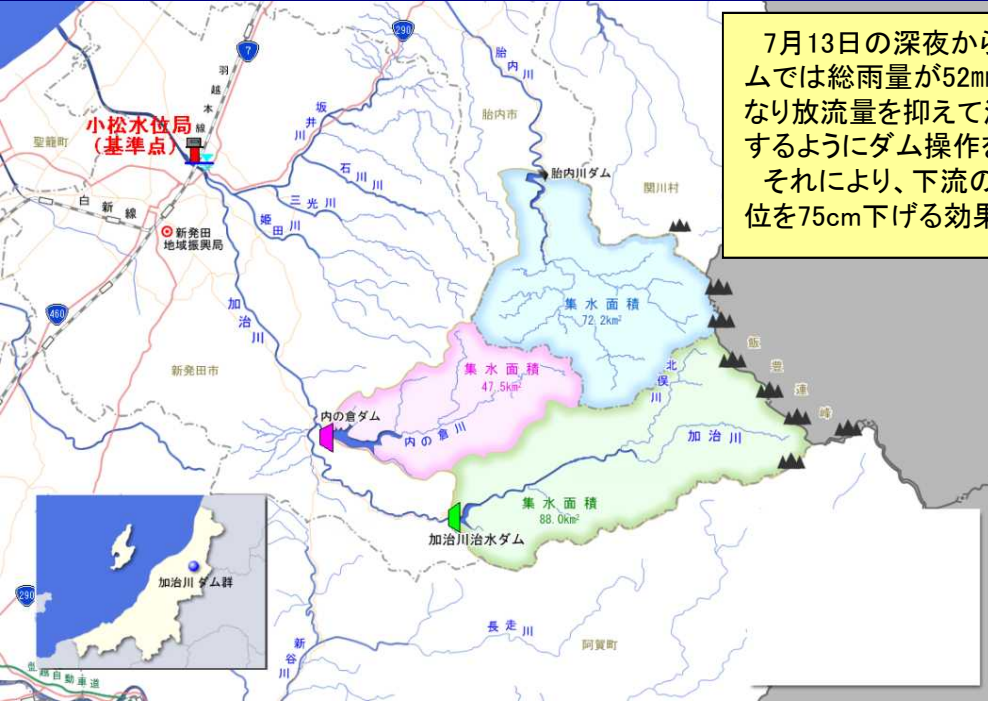 7月13日の深夜から
ムでは総雨量が52mm
なり放流量を抑えて
するようにダム操作を
それにより、下流の
位を75cm下げる効果
290
7
羽越本線
胎内川
坂井川
胎内市
小松水位局
(基準点)
聖籠町
石川川
胎内川ダム
関川村
三光川
白新線
姫田川
新発田
地域振興局
集水面積
72.2km²
460
加治川
飯豊連峰
北俣川
集水面積
47.5km²
新発田市
内の倉ダム
内の倉川
加治川
集水面積
88.0km²
加治川治水ダム
加治川 ダム群
290
長走川
阿賀町
新谷川
自動車道